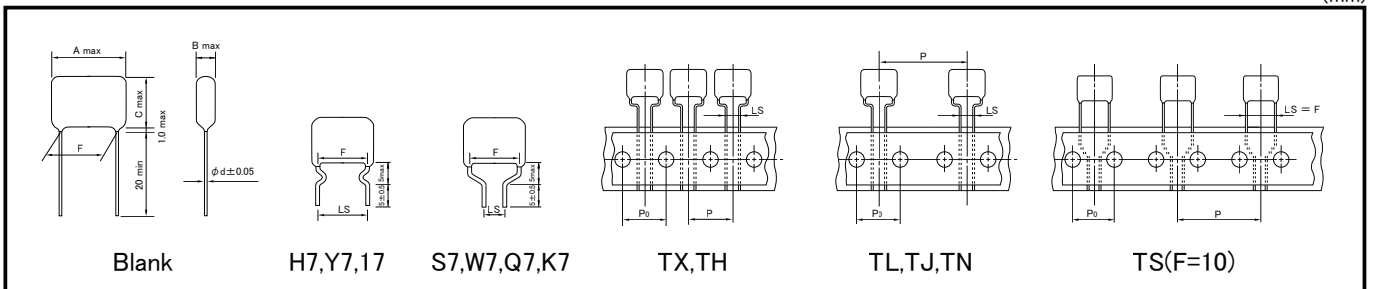 (mm)
A max
B max
C max
1.0 max
F
20 min
φd±0.05
Blank
F
5max
5±0.5
LS
H7,Y7,17
F
5max
5±0.5
LS
S7,W7,Q7,K7
LS
P0
P
TX,TH
P
LS
P0
TL,TJ,TN
LS = F
P0
P
TS(F=10)